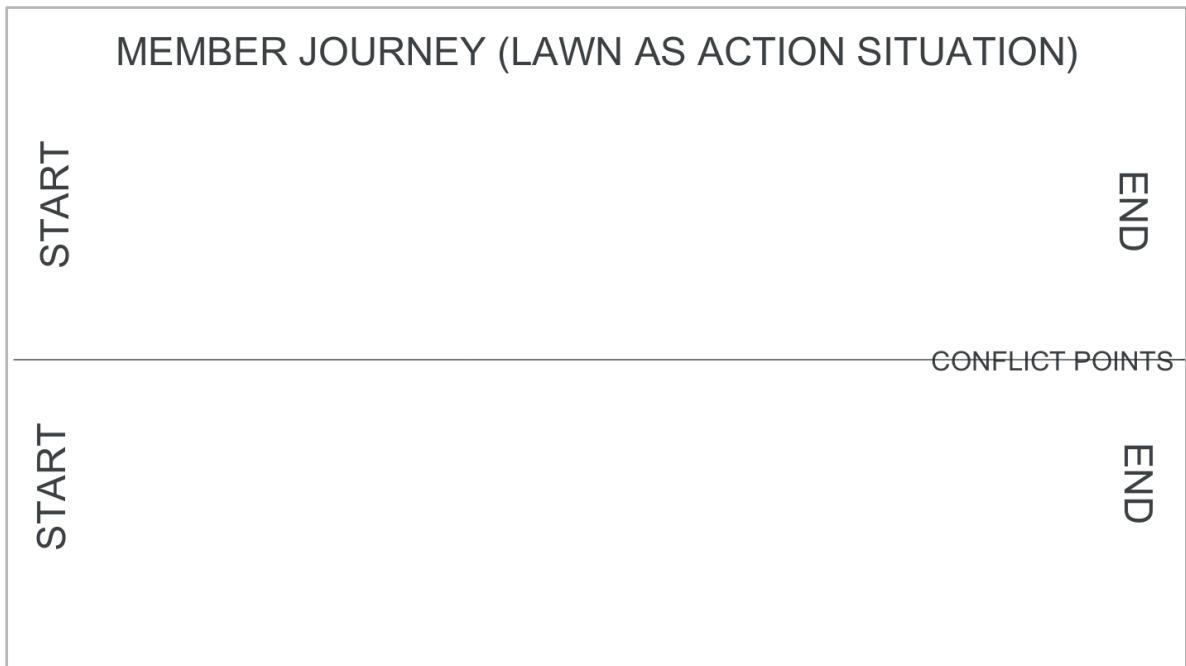 MEMBER JOURNEY (LAWN AS ACTION SITUATION)
START
END
CONFLICT POINTS
START
END